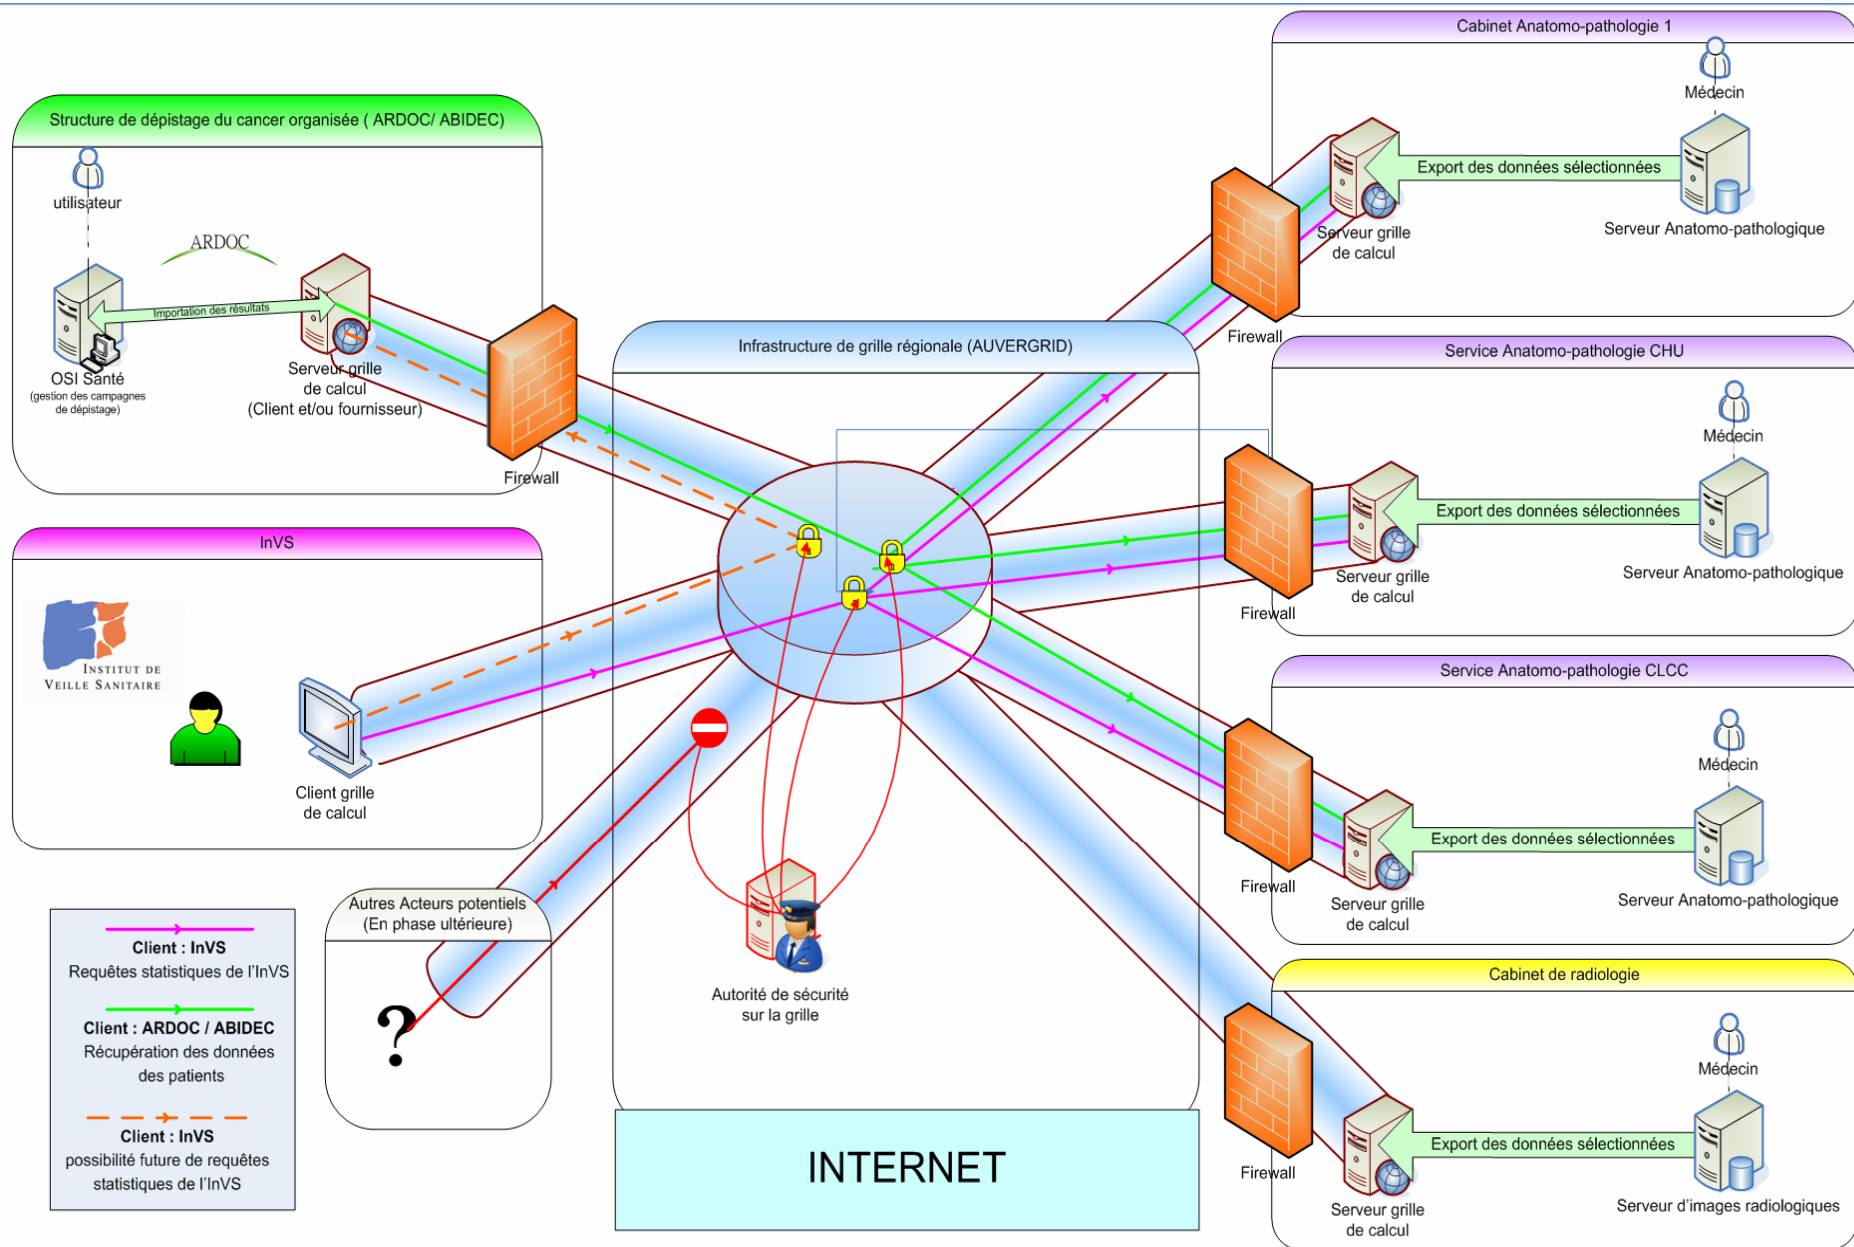 Structure de dépistage du cancer organisée ( ARDOC/ ABIDEC)
utilisateur
ARDOC
Importation des résultats
OSI Santé
(gestion des campagnes
de dépistage)
Serveur grille
de calcul
(Client et/ou fournisseur)
Firewall
InVS
INSTITUT DE
VEILLE SANITAIRE
Client grille
de calcul
Autres Acteurs potentiels
(En phase ultérieure)
?
Client : InVS
Requêtes statistiques de l'InVS
Client : ARDOC / ABIDEC
Récupération des données
des patients
Client : InVS
possibilité future de requêtes
statistiques de l'InVS
Infrastructure de grille régionale (AUVERGRID)
Autorité de sécurité
sur la grille
INTERNET
Cabinet Anatomo-pathologie 1
Médecin
Export des données sélectionnées
Serveur grille
de calcul
Serveur Anatomo-pathologique
Firewall
Service Anatomo-pathologie CHU
Médecin
Export des données sélectionnées
Serveur grille
de calcul
Serveur Anatomo-pathologique
Firewall
Service Anatomo-pathologie CLCC
Médecin
Export des données sélectionnées
Serveur grille
de calcul
Serveur Anatomo-pathologique
Firewall
Cabinet de radiologie
Médecin
Export des données sélectionnées
Firewall
Serveur grille
de calcul
Serveur d'images radiologiques